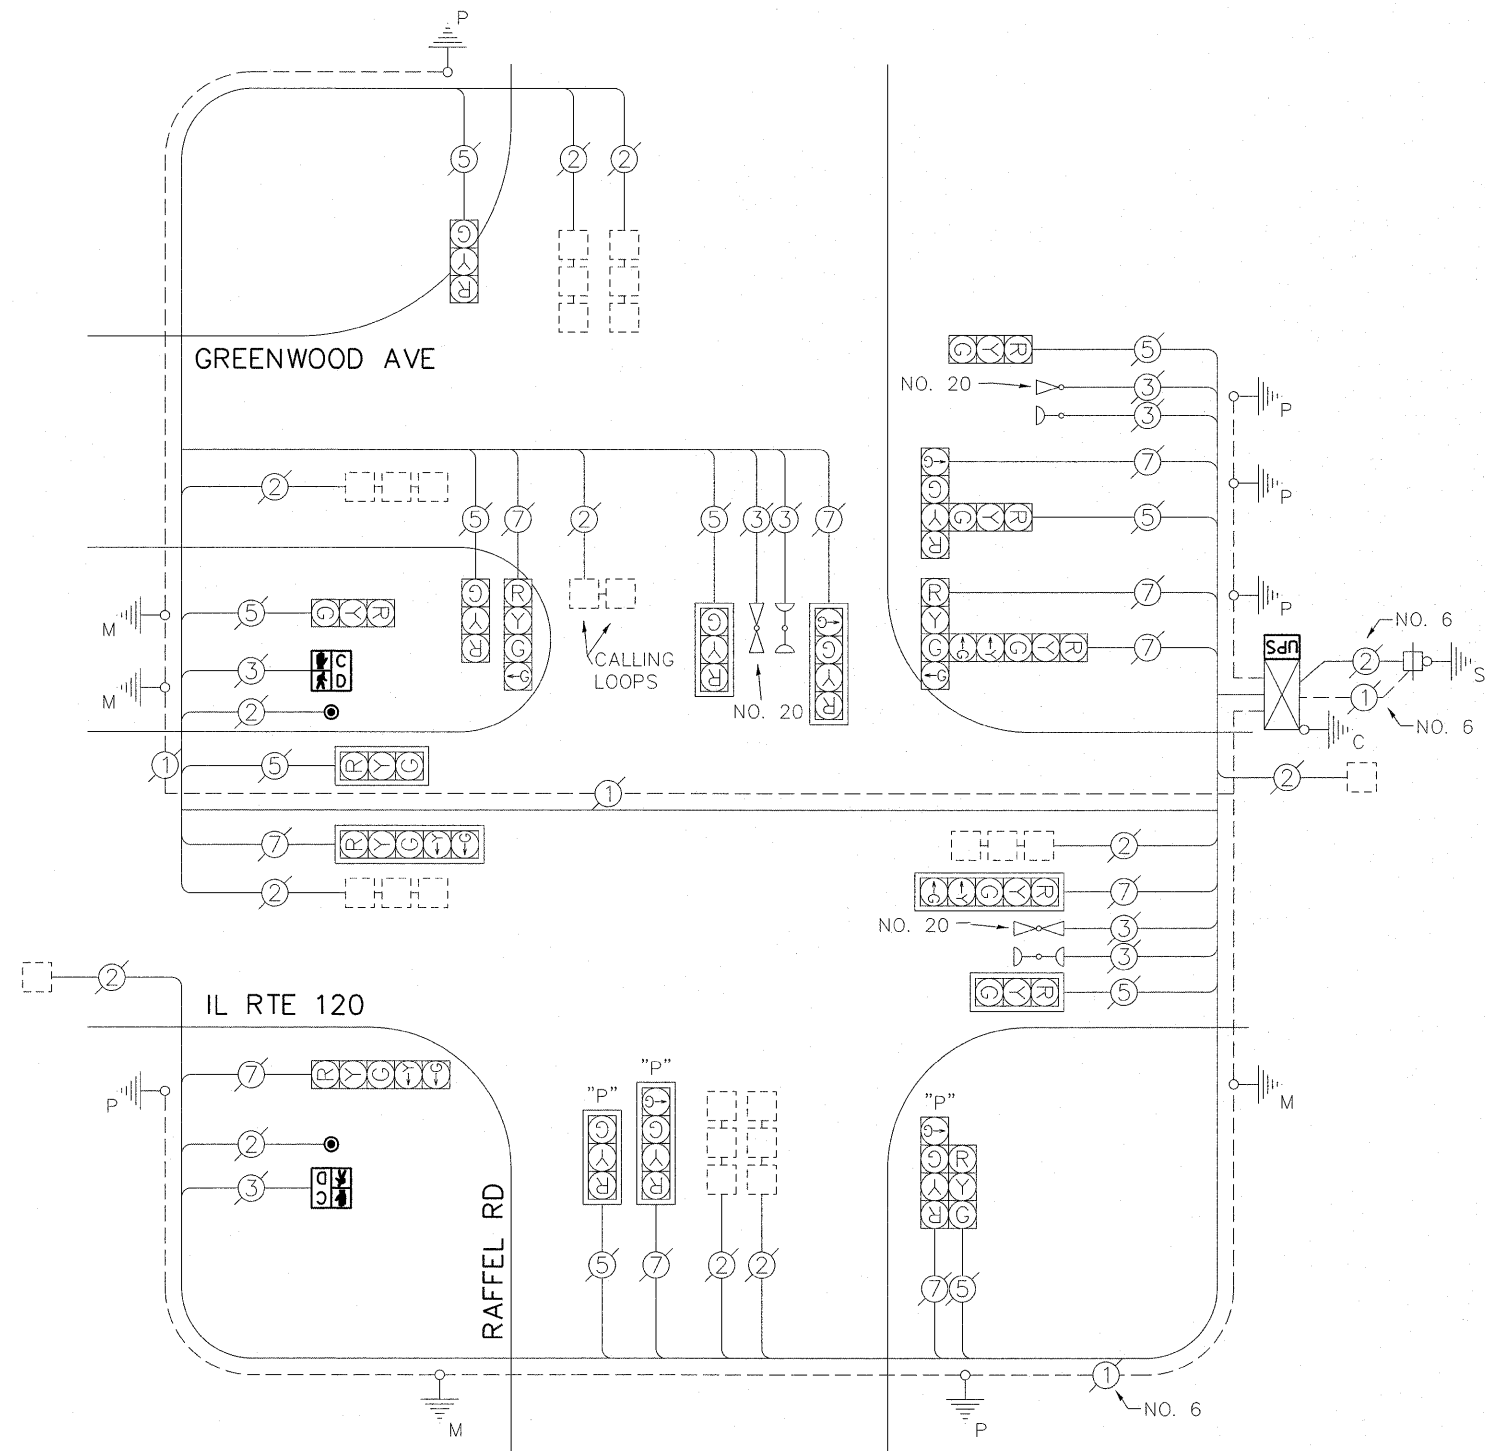 P
5 2 2
G
Y
R
GREENWOOD AVE
G Y R 5
NO. 20 3
3
P
G 7
G
Y G Y R 5
R
P
2
5 7 2 5 3 3 7
R 7
Y
G G Y G Y R 7
G
P
M
5 G Y R
G
Y
R
R
Y
G
G
G
Y
R
G
G
Y
R
3 C
D
M
2
CALLING
LOOPS
NO. 20
UPS
NO. 6
2
S
1
NO. 6
C
1
5 R Y G
2
1
7 R Y G Y G
2
2
G Y G Y R 7
NO. 20 3
3
G Y R 5
2
IL RTE 120
7 R Y G Y G
P
2
3 C
D
"P"
G
Y
R
"P"
G
G
Y
R
"P"
G
G R
Y Y
R G
M
RAFFEL RD
5 7 2 2
7 5
1
NO. 6
M
P